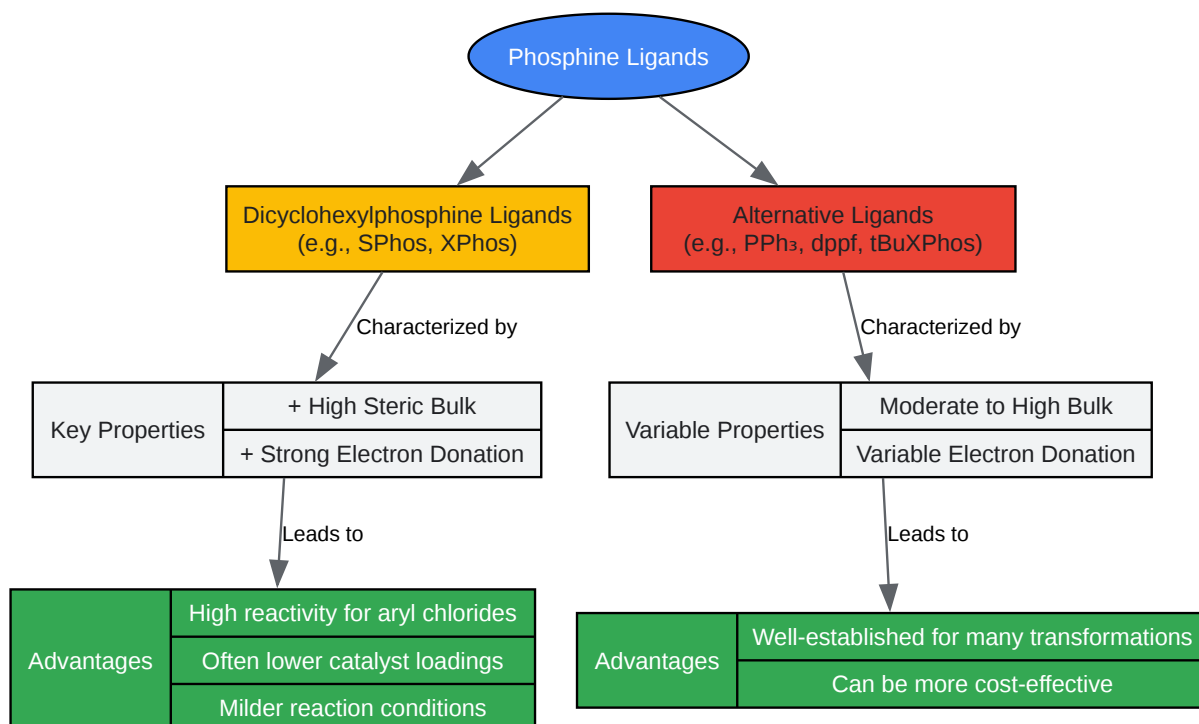 Phosphine Ligands
Dicyclohexylphosphine Ligands
(e.g., SPhos, XPhos)
Alternative Ligands
(e.g., PPh₃, dppf, tBuXPhos)
Characterized by
Characterized by
Key Properties
+ High Steric Bulk
+ Strong Electron Donation
Variable Properties
Moderate to High Bulk
Variable Electron Donation
Leads to
Leads to
Advantages
High reactivity for aryl chlorides
Often lower catalyst loadings
Milder reaction conditions
Advantages
Well-established for many transformations
Can be more cost-effective